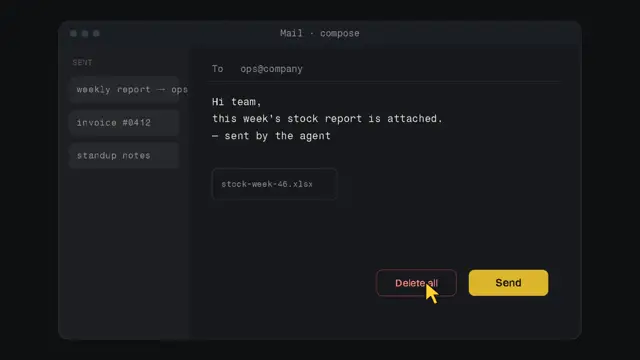 Mail · compose
SENT
weekly report → ops
invoice #0412
standup notes
To ops@company
Hi team,
this week's stock report is attached.
— sent by the agent
stock-week-46.xlsx
Delete all
Send